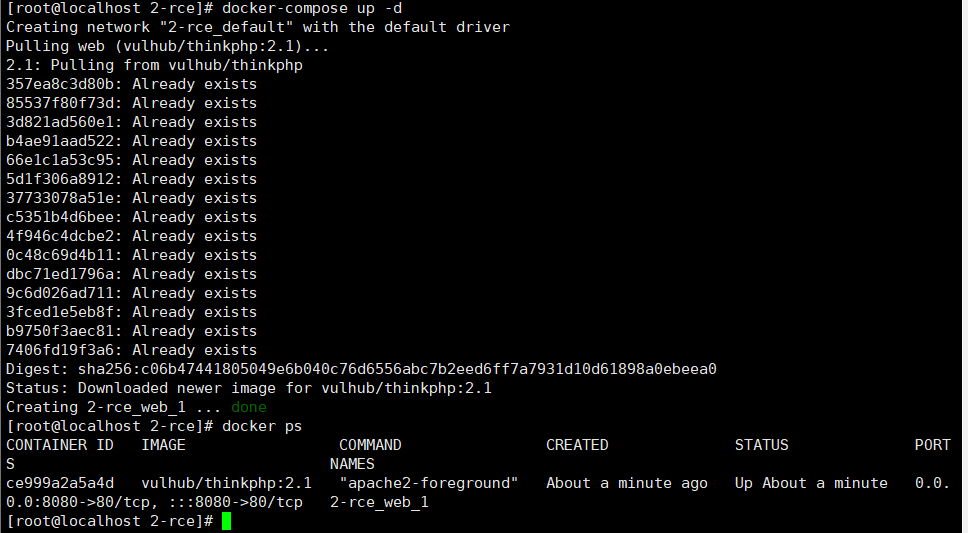 [root@localhost 2-rce]# docker-compose up -d
Creating network "2-rce_default" with the default driver
Pulling web (vulhub/thinkphp:2.1)...
2.1: Pulling from vulhub/thinkphp
357ea8c3d80b: Already exists
85537f80f73d: Already exists
3d821ad560e1: Already exists
b4ae91aad522: Already exists
66e1c1a53c95: Already exists
5d1f306a8912: Already exists
37733078a51e: Already exists
c5351b4d6bee: Already exists
4f946c4dcbe2: Already exists
0c48c69d4b11: Already exists
dbc71ed1796a: Already exists
9c6d026ad711: Already exists
3fced1e5eb8f: Already exists
b9750f3aec81: Already exists
7406fd19f3a6: Already exists
Digest: sha256:c06b47441805049e6b040c76d6556abc7b2eed6ff7a7931d10d61898a0ebeea0
Status: Downloaded newer image for vulhub/thinkphp:2.1
Creating 2-rce_web_1 ... done
[root@localhost 2-rce]# docker ps
CONTAINER ID   IMAGE                 COMMAND                CREATED              STATUS              PORT
S                                   NAMES
ce999a2a5a4d   vulhub/thinkphp:2.1   "apache2-foreground"   About a minute ago   Up About a minute   0.0.
0.0:8080->80/tcp, :::8080->80/tcp   2-rce_web_1
[root@localhost 2-rce]#